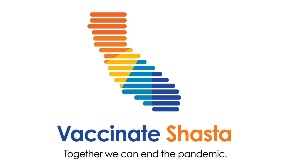 Vaccinate Shasta
Together we can end the pandemic.